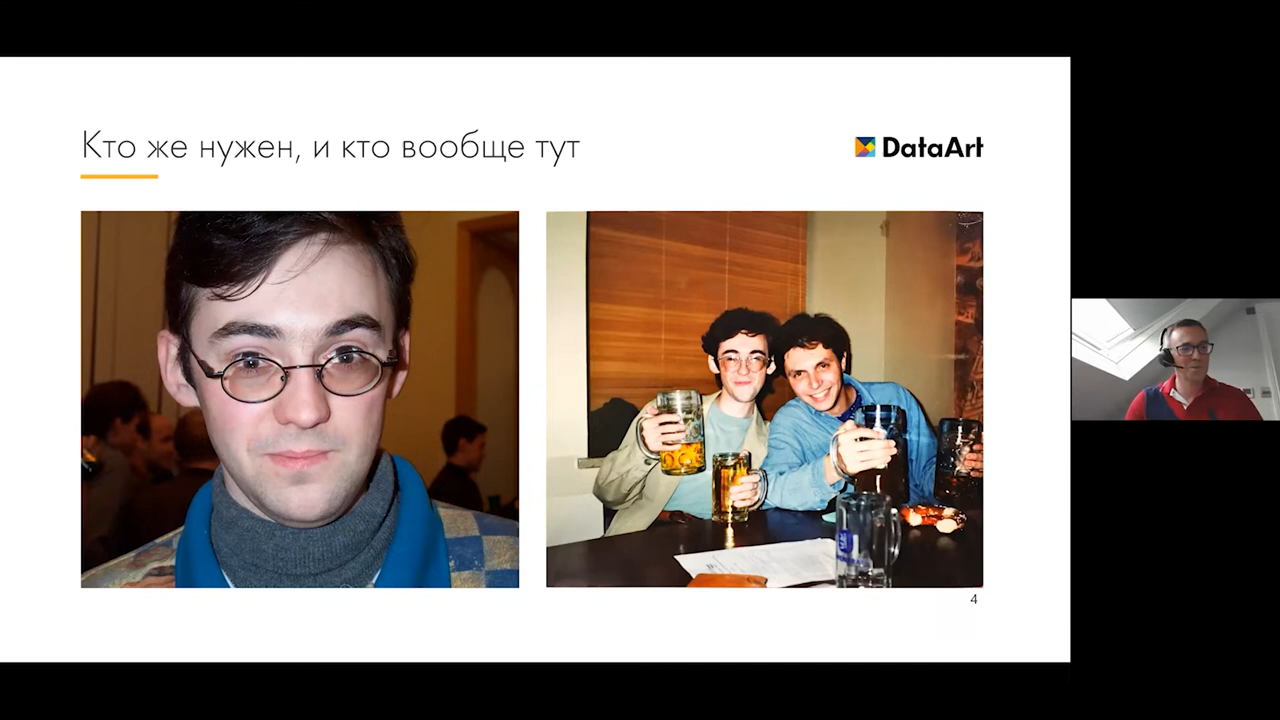 Кто же нужен, и кто вообще тут
DataArt
4